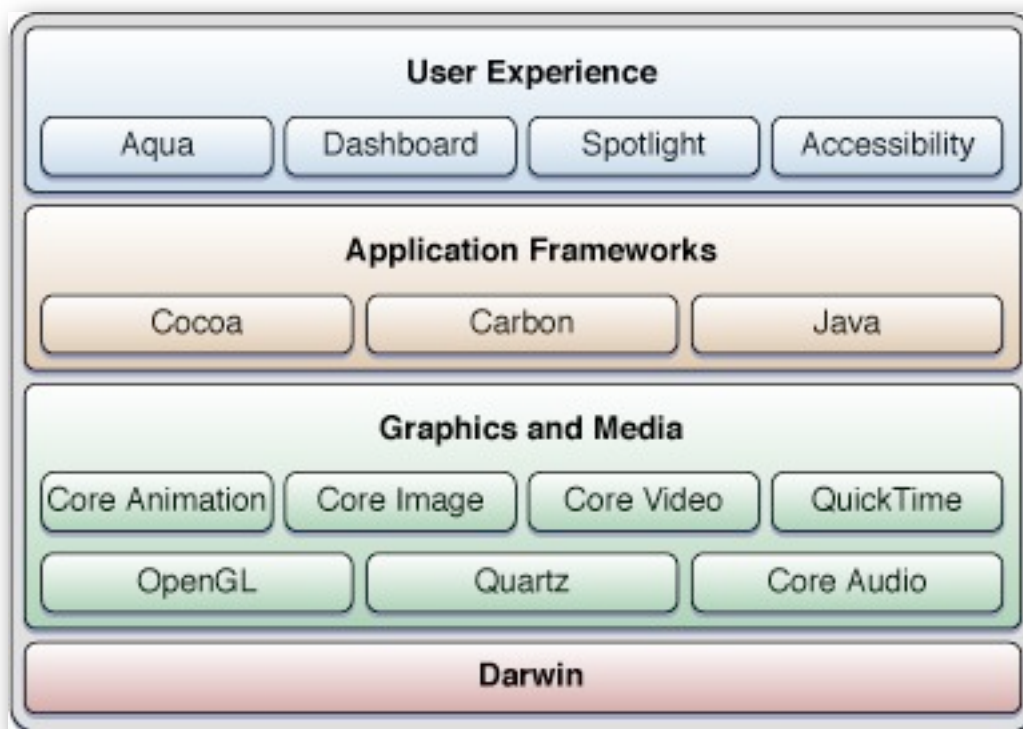 User Experience
Aqua Dashboard Spotlight Accessibility
Application Frameworks
Cocoa Carbon Java
Graphics and Media
Core Animation Core Image Core Video QuickTime
OpenGL Quartz Core Audio
Darwin